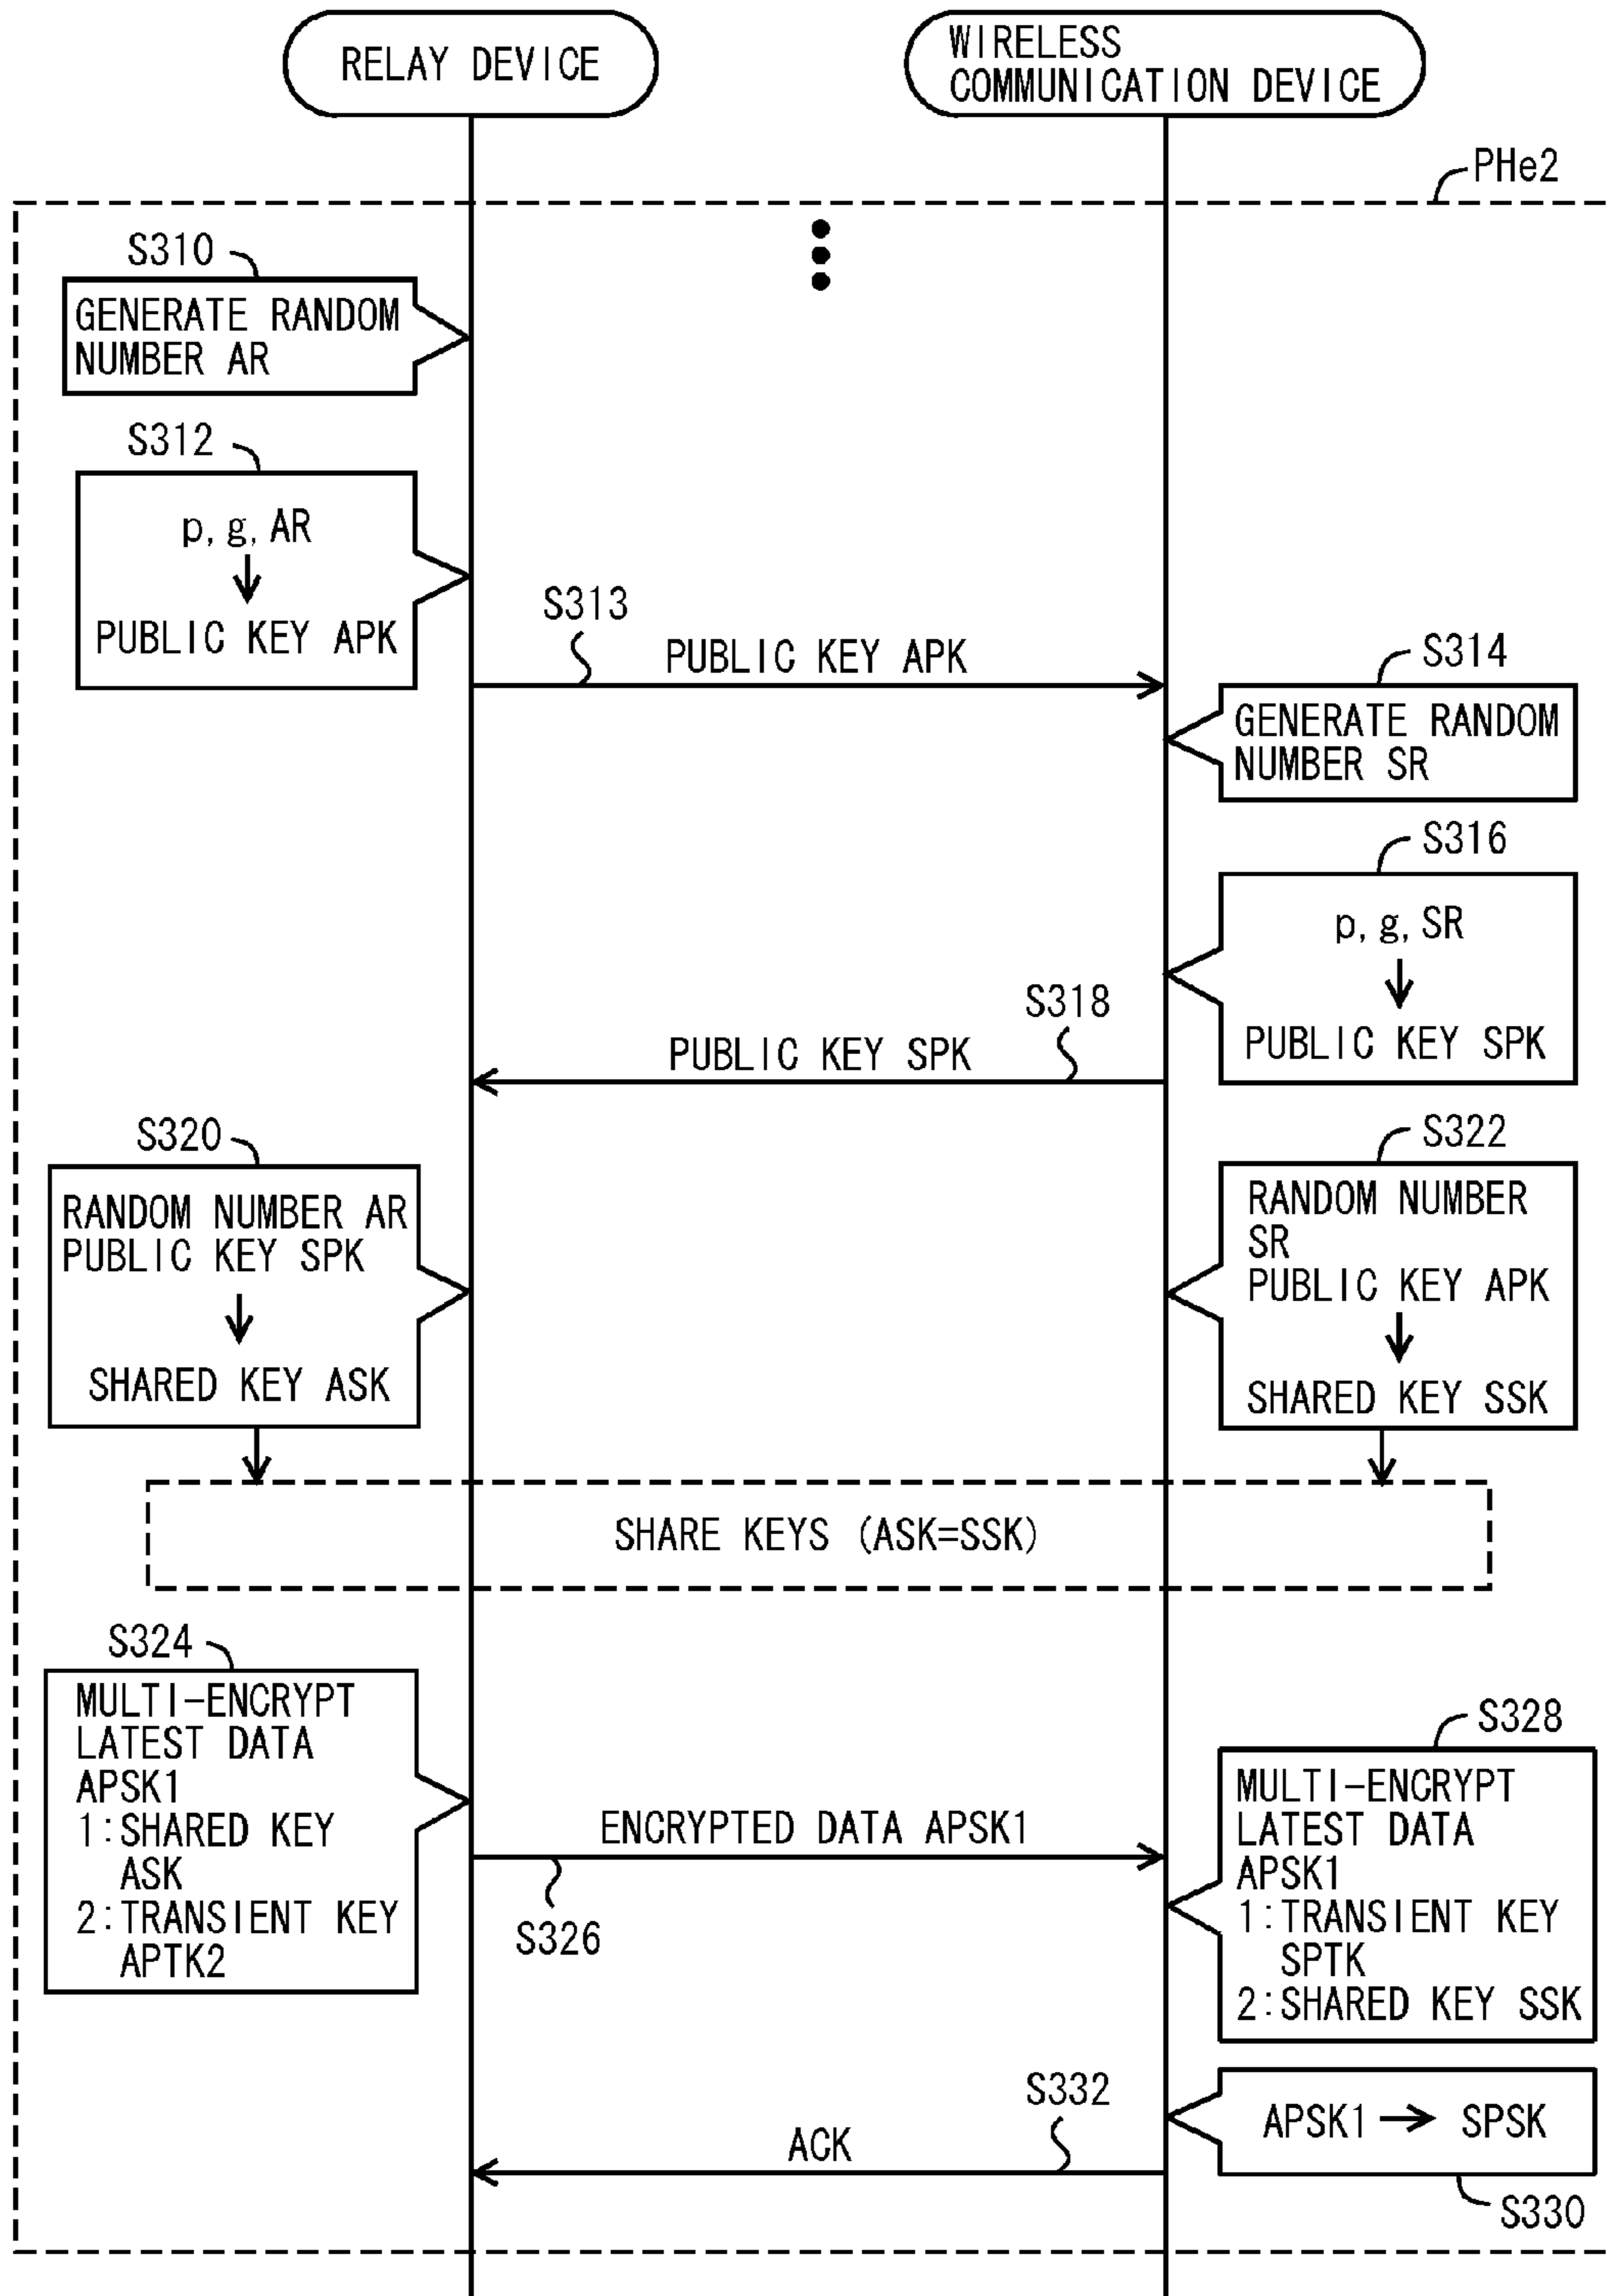 RELAY DEVICE
WIRELESS
COMMUNICATION DEVICE
PHe2
S310
GENERATE RANDOM
NUMBER AR
S312
p, g, AR
PUBLIC KEY APK
S313
PUBLIC KEY APK
S314
GENERATE RANDOM
NUMBER SR
S316
p, g, SR
PUBLIC KEY SPK
S318
PUBLIC KEY SPK
S320
RANDOM NUMBER AR
PUBLIC KEY SPK
SHARED KEY ASK
S322
RANDOM NUMBER
SR
PUBLIC KEY APK
SHARED KEY SSK
SHARE KEYS (ASK=SSK)
S324
MULTI-ENCRYPT
LATEST DATA
APSK1
1:SHARED KEY
ASK
2:TRANSIENT KEY
APTK2
ENCRYPTED DATA APSK1
S326
S328
MULTI-ENCRYPT
LATEST DATA
APSK1
1:TRANSIENT KEY
SPTK
2:SHARED KEY SSK
APSK1 → SPSK
S330
S332
ACK